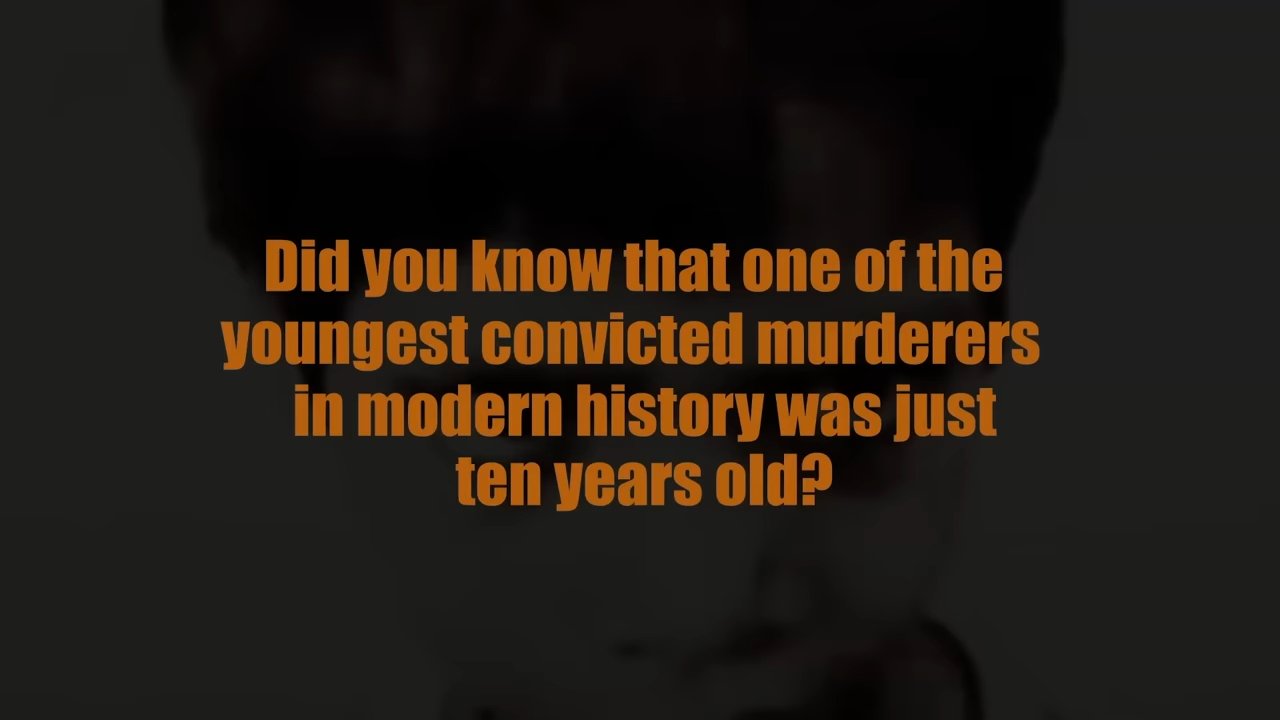 Did you know that one of the
youngest convicted murderers
in modern history was just
ten years old?